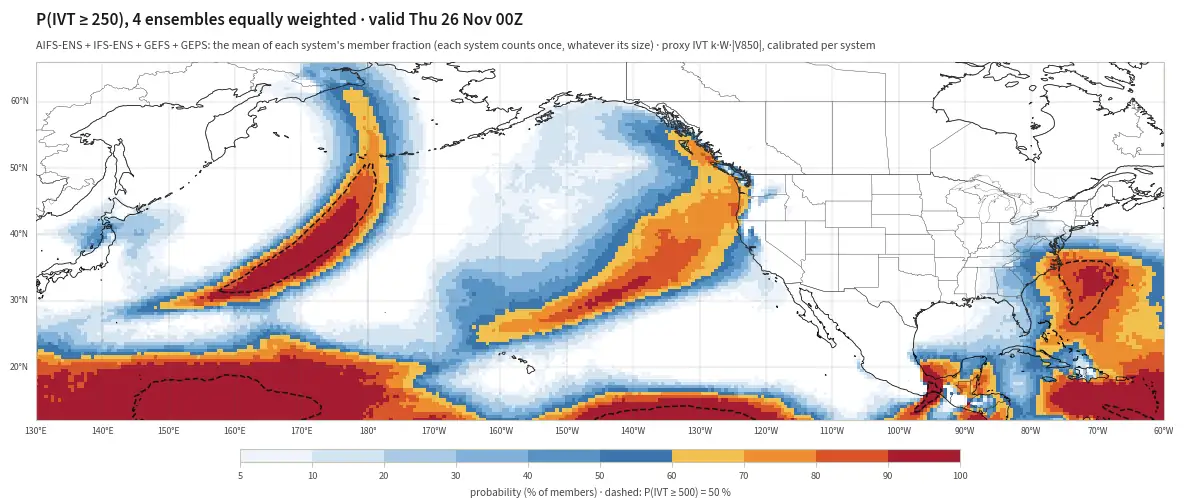 P(IVT ≥ 250), 4 ensembles equally weighted · valid Thu 26 Nov 00Z
AIFS-ENS + IFS-ENS + GEFS + GEPS: the mean of each system's member fraction (each system counts once, whatever its size) · proxy IVT k·W·|V850|, calibrated per system
60°N
50°N
40°N
30°N
20°N
130°E 140°E 150°E 160°E 170°E 180° 170°W 160°W 150°W 140°W 130°W 120°W 110°W 100°W 90°W 80°W 70°W 60°W
5 10 20 30 40 50 60 70 80 90 100
probability (% of members) · dashed: P(IVT ≥ 500) = 50 %